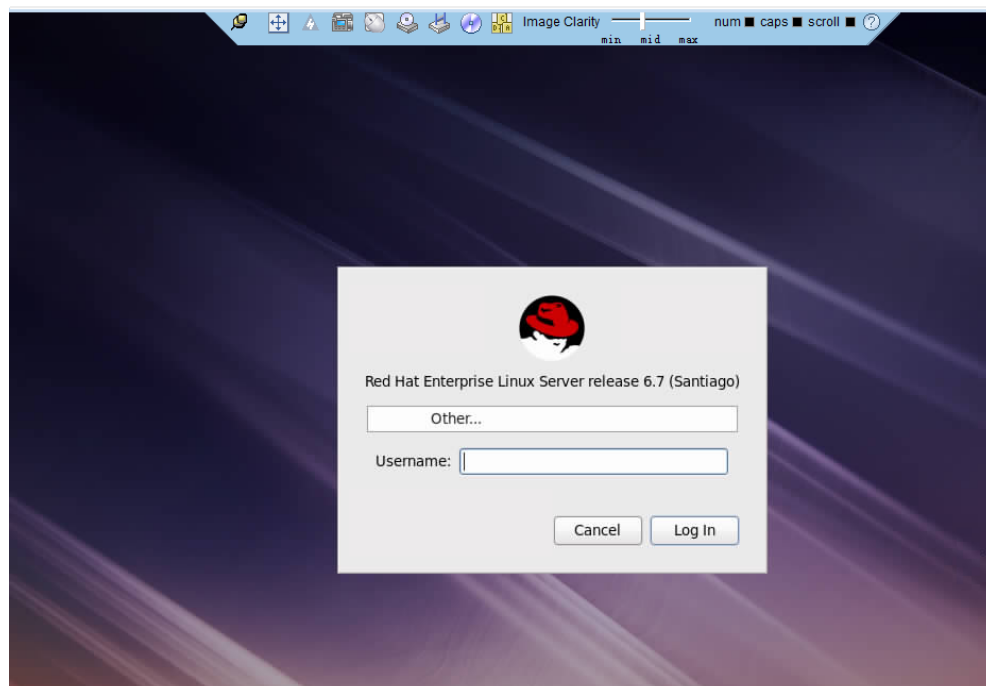 Image Clarity num caps scroll ?
min mid max
Red Hat Enterprise Linux Server release 6.7 (Santiago)
Other...
Username:
Cancel Log In